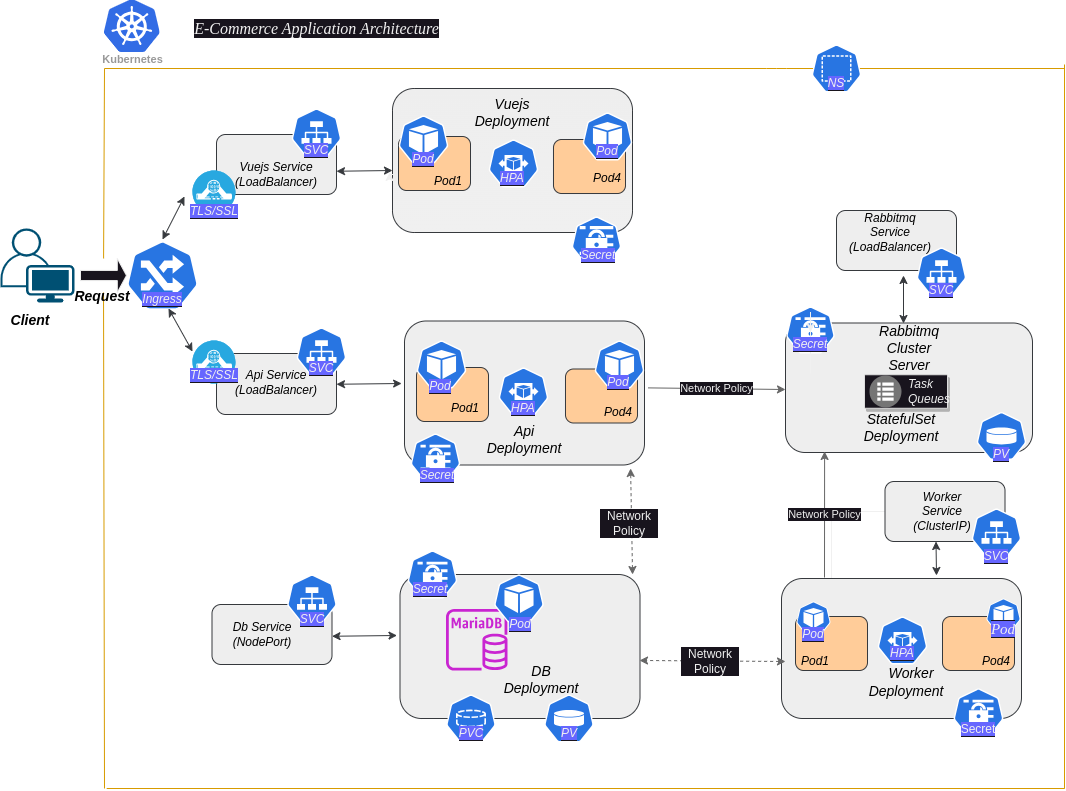 E-Commerce Application Architecture
Kubernetes
NS
SVC
Vuejs Service
(LoadBalancer)
TLS/SSL
Vuejs
Deployment
Pod
Pod1
HPA
Pod
Pod4
Secret
Client
Request
Ingress
TLS/SSL
SVC
Api Service
(LoadBalancer)
Pod
Pod1
HPA
Pod
Pod4
Api
Deployment
Secret
Network Policy
Rabbitmq
Service
(LoadBalancer)
SVC
Secret
Rabbitmq
Cluster
Server
Task
Queues
StatefulSet
Deployment
PV
Network
Policy
Network Policy
Worker
Service
(ClusterIP)
SVC
SVC
Db Service
(NodePort)
Secret
MariaDB
Pod
DB
Deployment
PVC
PV
Network
Policy
Pod
Pod1
HPA
Pod
Pod4
Worker
Deployment
Secret